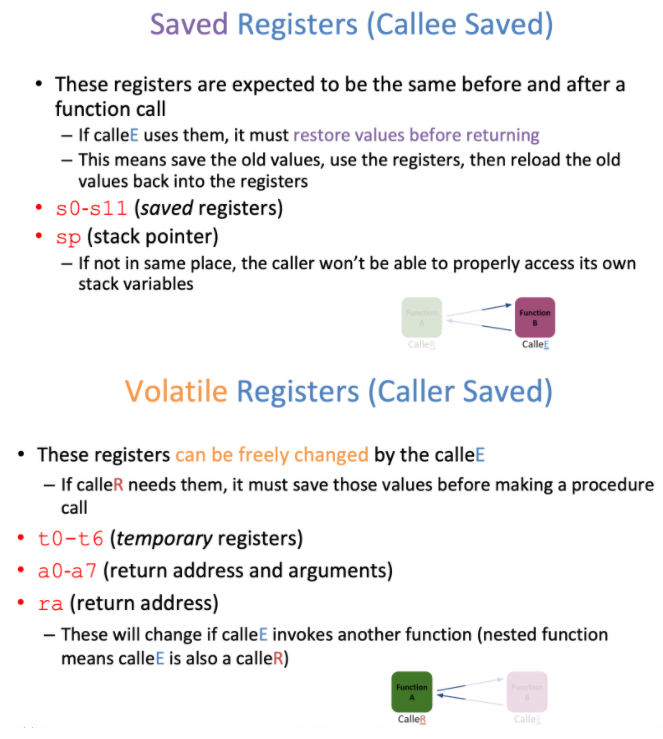 Saved Registers (Callee Saved)
• These registers are expected to be the same before and after a
function call
– If calleE uses them, it must restore values before returning
– This means save the old values, use the registers, then reload the old
values back into the registers
• s0-s11 (saved registers)
• sp (stack pointer)
– If not in same place, the caller won’t be able to properly access its own
stack variables
Function Function
A B
CalleR CalleE
Volatile Registers (Caller Saved)
• These registers can be freely changed by the calleE
– If calleR needs them, it must save those values before making a procedure
call
• t0-t6 (temporary registers)
• a0-a7 (return address and arguments)
• ra (return address)
– These will change if calleE invokes another function (nested function
means calleE is also a calleR)
Function Function
A B
CalleR CalleE